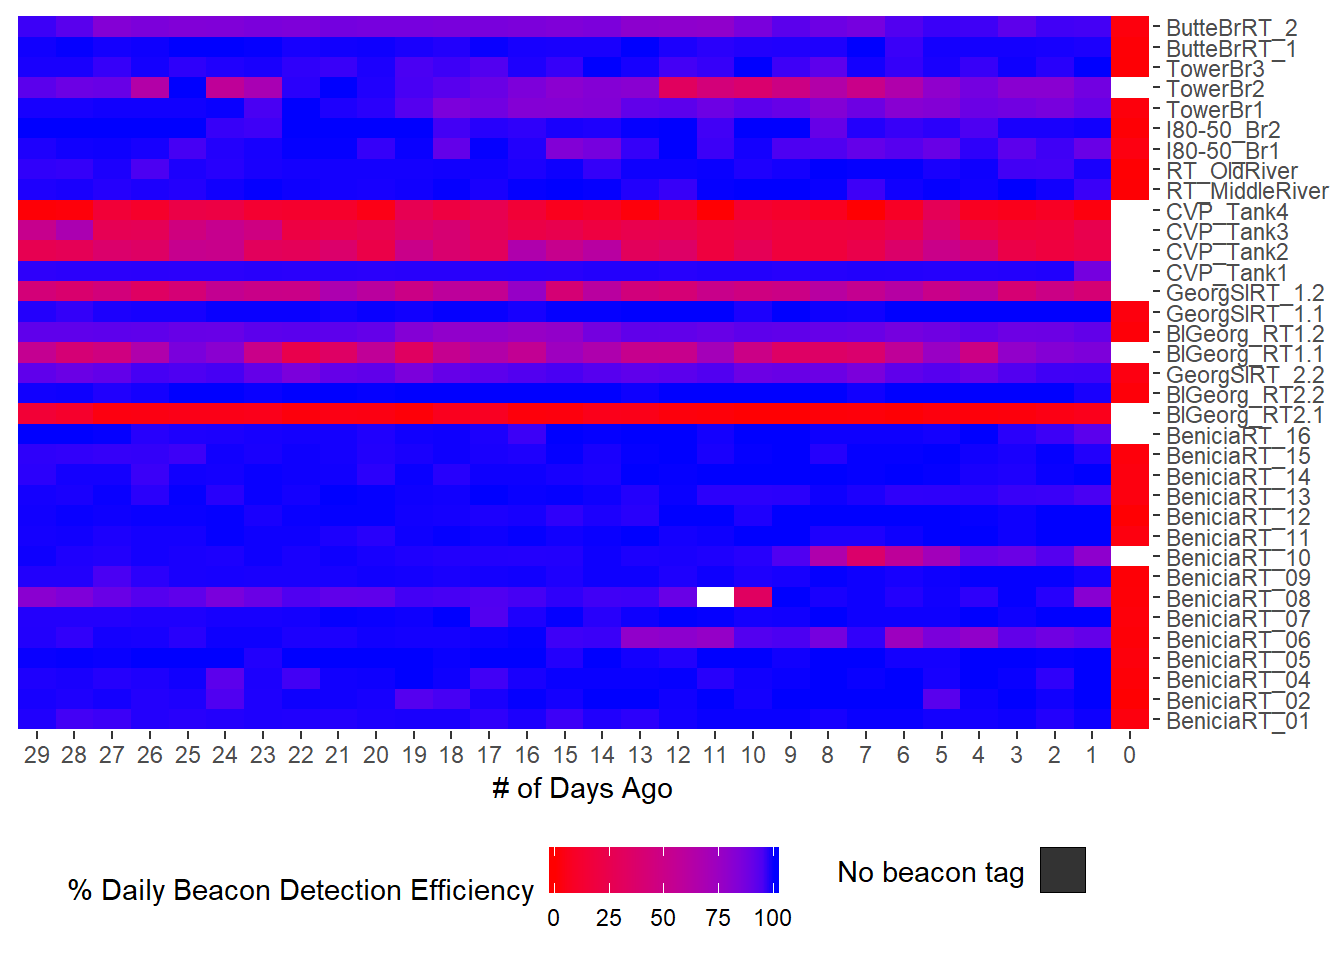 ButteBrRT_2
ButteBrRT_1
TowerBr3
TowerBr2
TowerBr1
I80-50_Br2
I80-50_Br1
RT_OldRiver
RT_MiddleRiver
CVP_Tank4
CVP_Tank3
CVP_Tank2
CVP_Tank1
GeorgSlRT_1.2
GeorgSlRT_1.1
BlGeorg_RT1.2
BlGeorg_RT1.1
GeorgSlRT_2.2
BlGeorg_RT2.2
BlGeorg_RT2.1
BeniciaRT_16
BeniciaRT_15
BeniciaRT_14
BeniciaRT_13
BeniciaRT_12
BeniciaRT_11
BeniciaRT_10
BeniciaRT_09
BeniciaRT_08
BeniciaRT_07
BeniciaRT_06
BeniciaRT_05
BeniciaRT_04
BeniciaRT_02
BeniciaRT_01
29 28 27 26 25 24 23 22 21 20 19 18 17 16 15 14 13 12 11 10 9 8 7 6 5 4 3 2 1 0
# of Days Ago
% Daily Beacon Detection Efficiency
0 25 50 75 100
No beacon tag